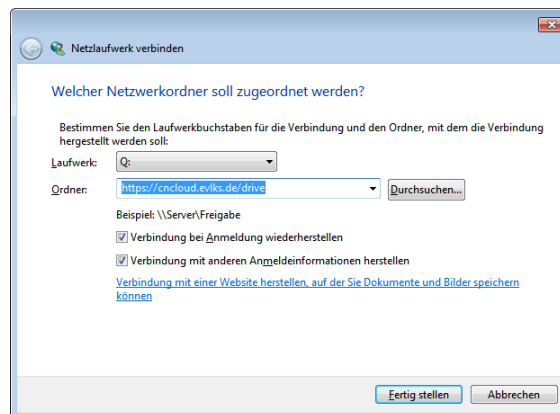 Netzlaufwerk verbinden
Welcher Netzwerkordner soll zugeordnet werden?
Bestimmen Sie den Laufwerkbuchstaben für die Verbindung und den Ordner, mit dem die Verbindung
hergestellt werden soll:
Laufwerk: Q:
Ordner: https://cncloud.evlks.de/drive Durchsuchen...
Beispiel: \\Server\Freigabe
Verbindung bei Anmeldung wiederherstellen
Verbindung mit anderen Anmeldeinformationen herstellen
Verbindung mit einer Website herstellen, auf der Sie Dokumente und Bilder speichern
können
Fertig stellen Abbrechen